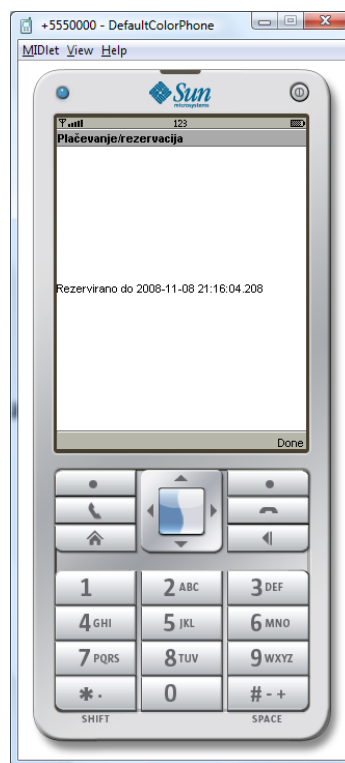 +5550000 - DefaultColorPhone
MIDlet View Help
Sun
microsystems
123
Plačevanje/rezervacija
Rezervirano do 2008-11-08 21:16:04.208
Done
1 2 ABC 3 DEF
4 GHI 5 JKL 6 MNO
7 PQRS 8 TUV 9 WXYZ
* . 0 # - +
SHIFT SPACE